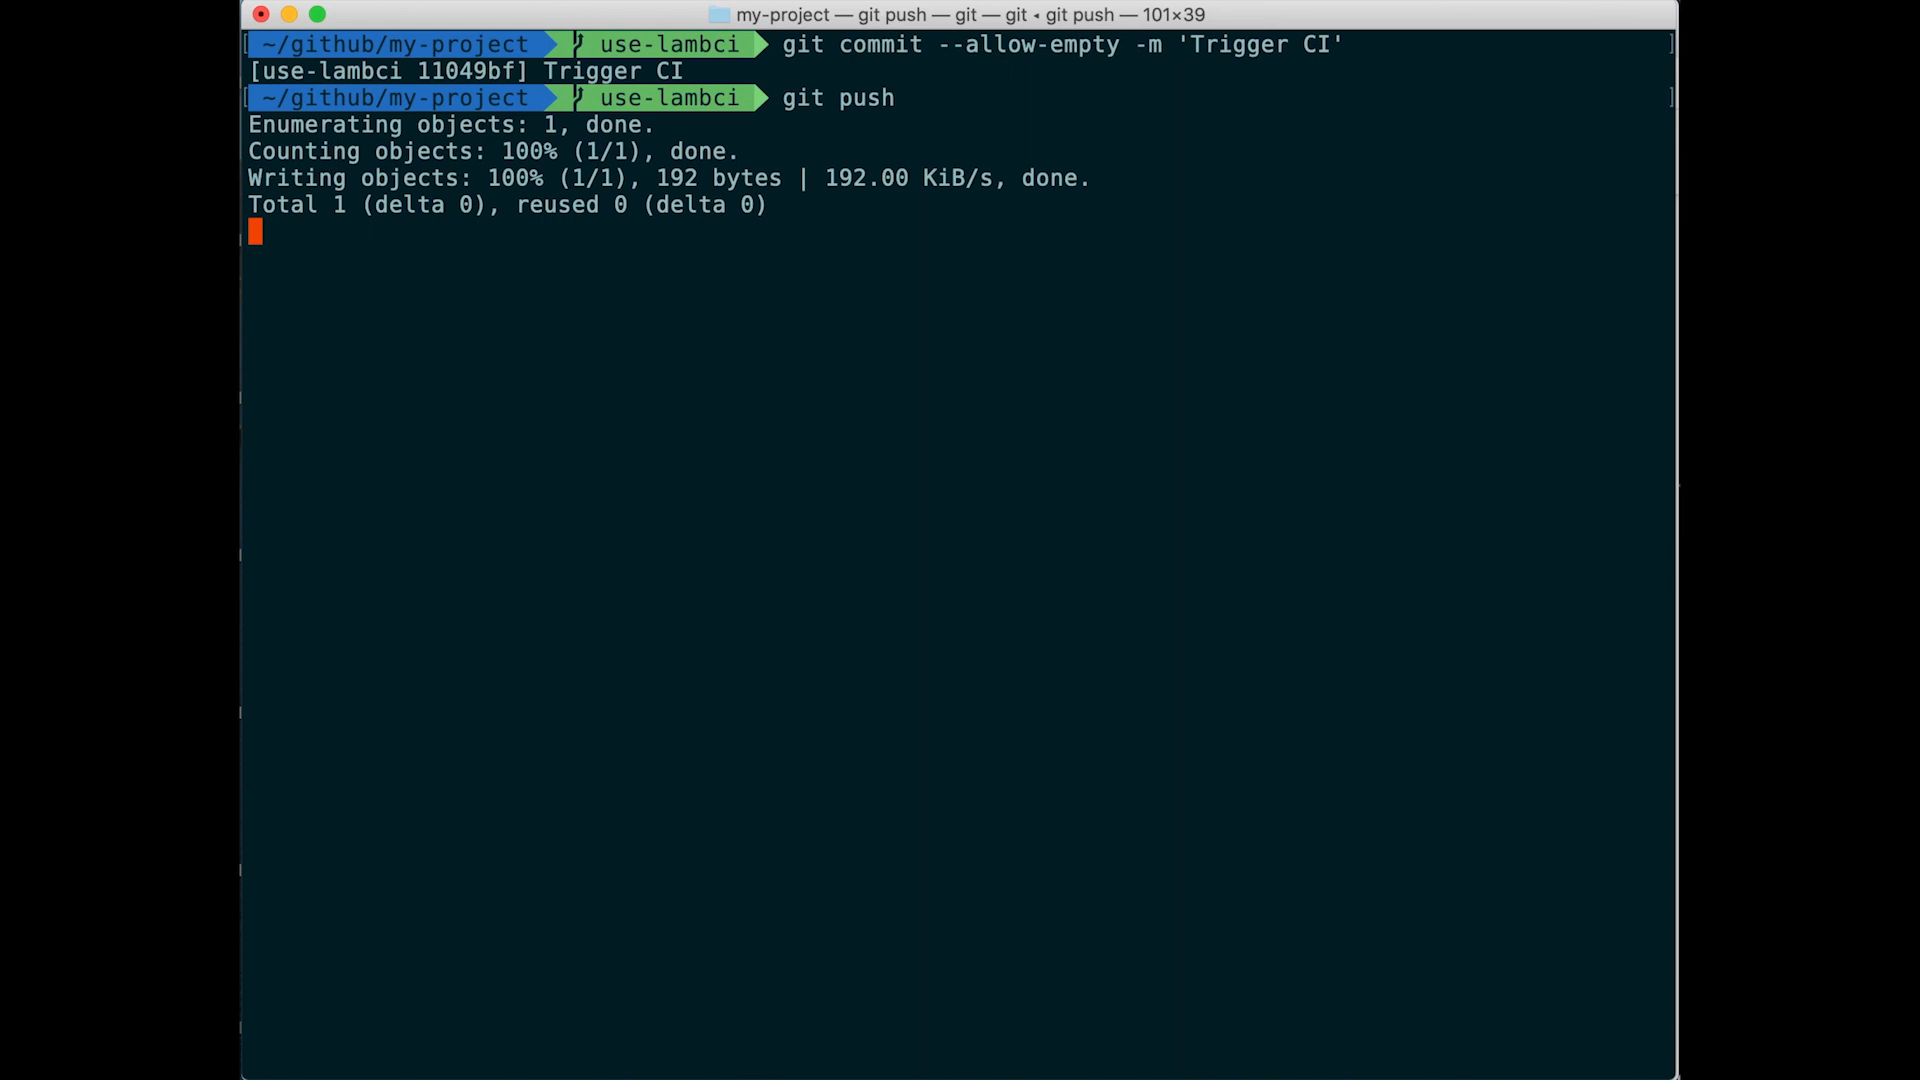 my-project — git push — git — git ◂ git push — 101×39
~/github/my-project use-lambci git commit --allow-empty -m 'Trigger CI'
[use-lambci 11049bf] Trigger CI
~/github/my-project use-lambci git push
Enumerating objects: 1, done.
Counting objects: 100% (1/1), done.
Writing objects: 100% (1/1), 192 bytes | 192.00 KiB/s, done.
Total 1 (delta 0), reused 0 (delta 0)